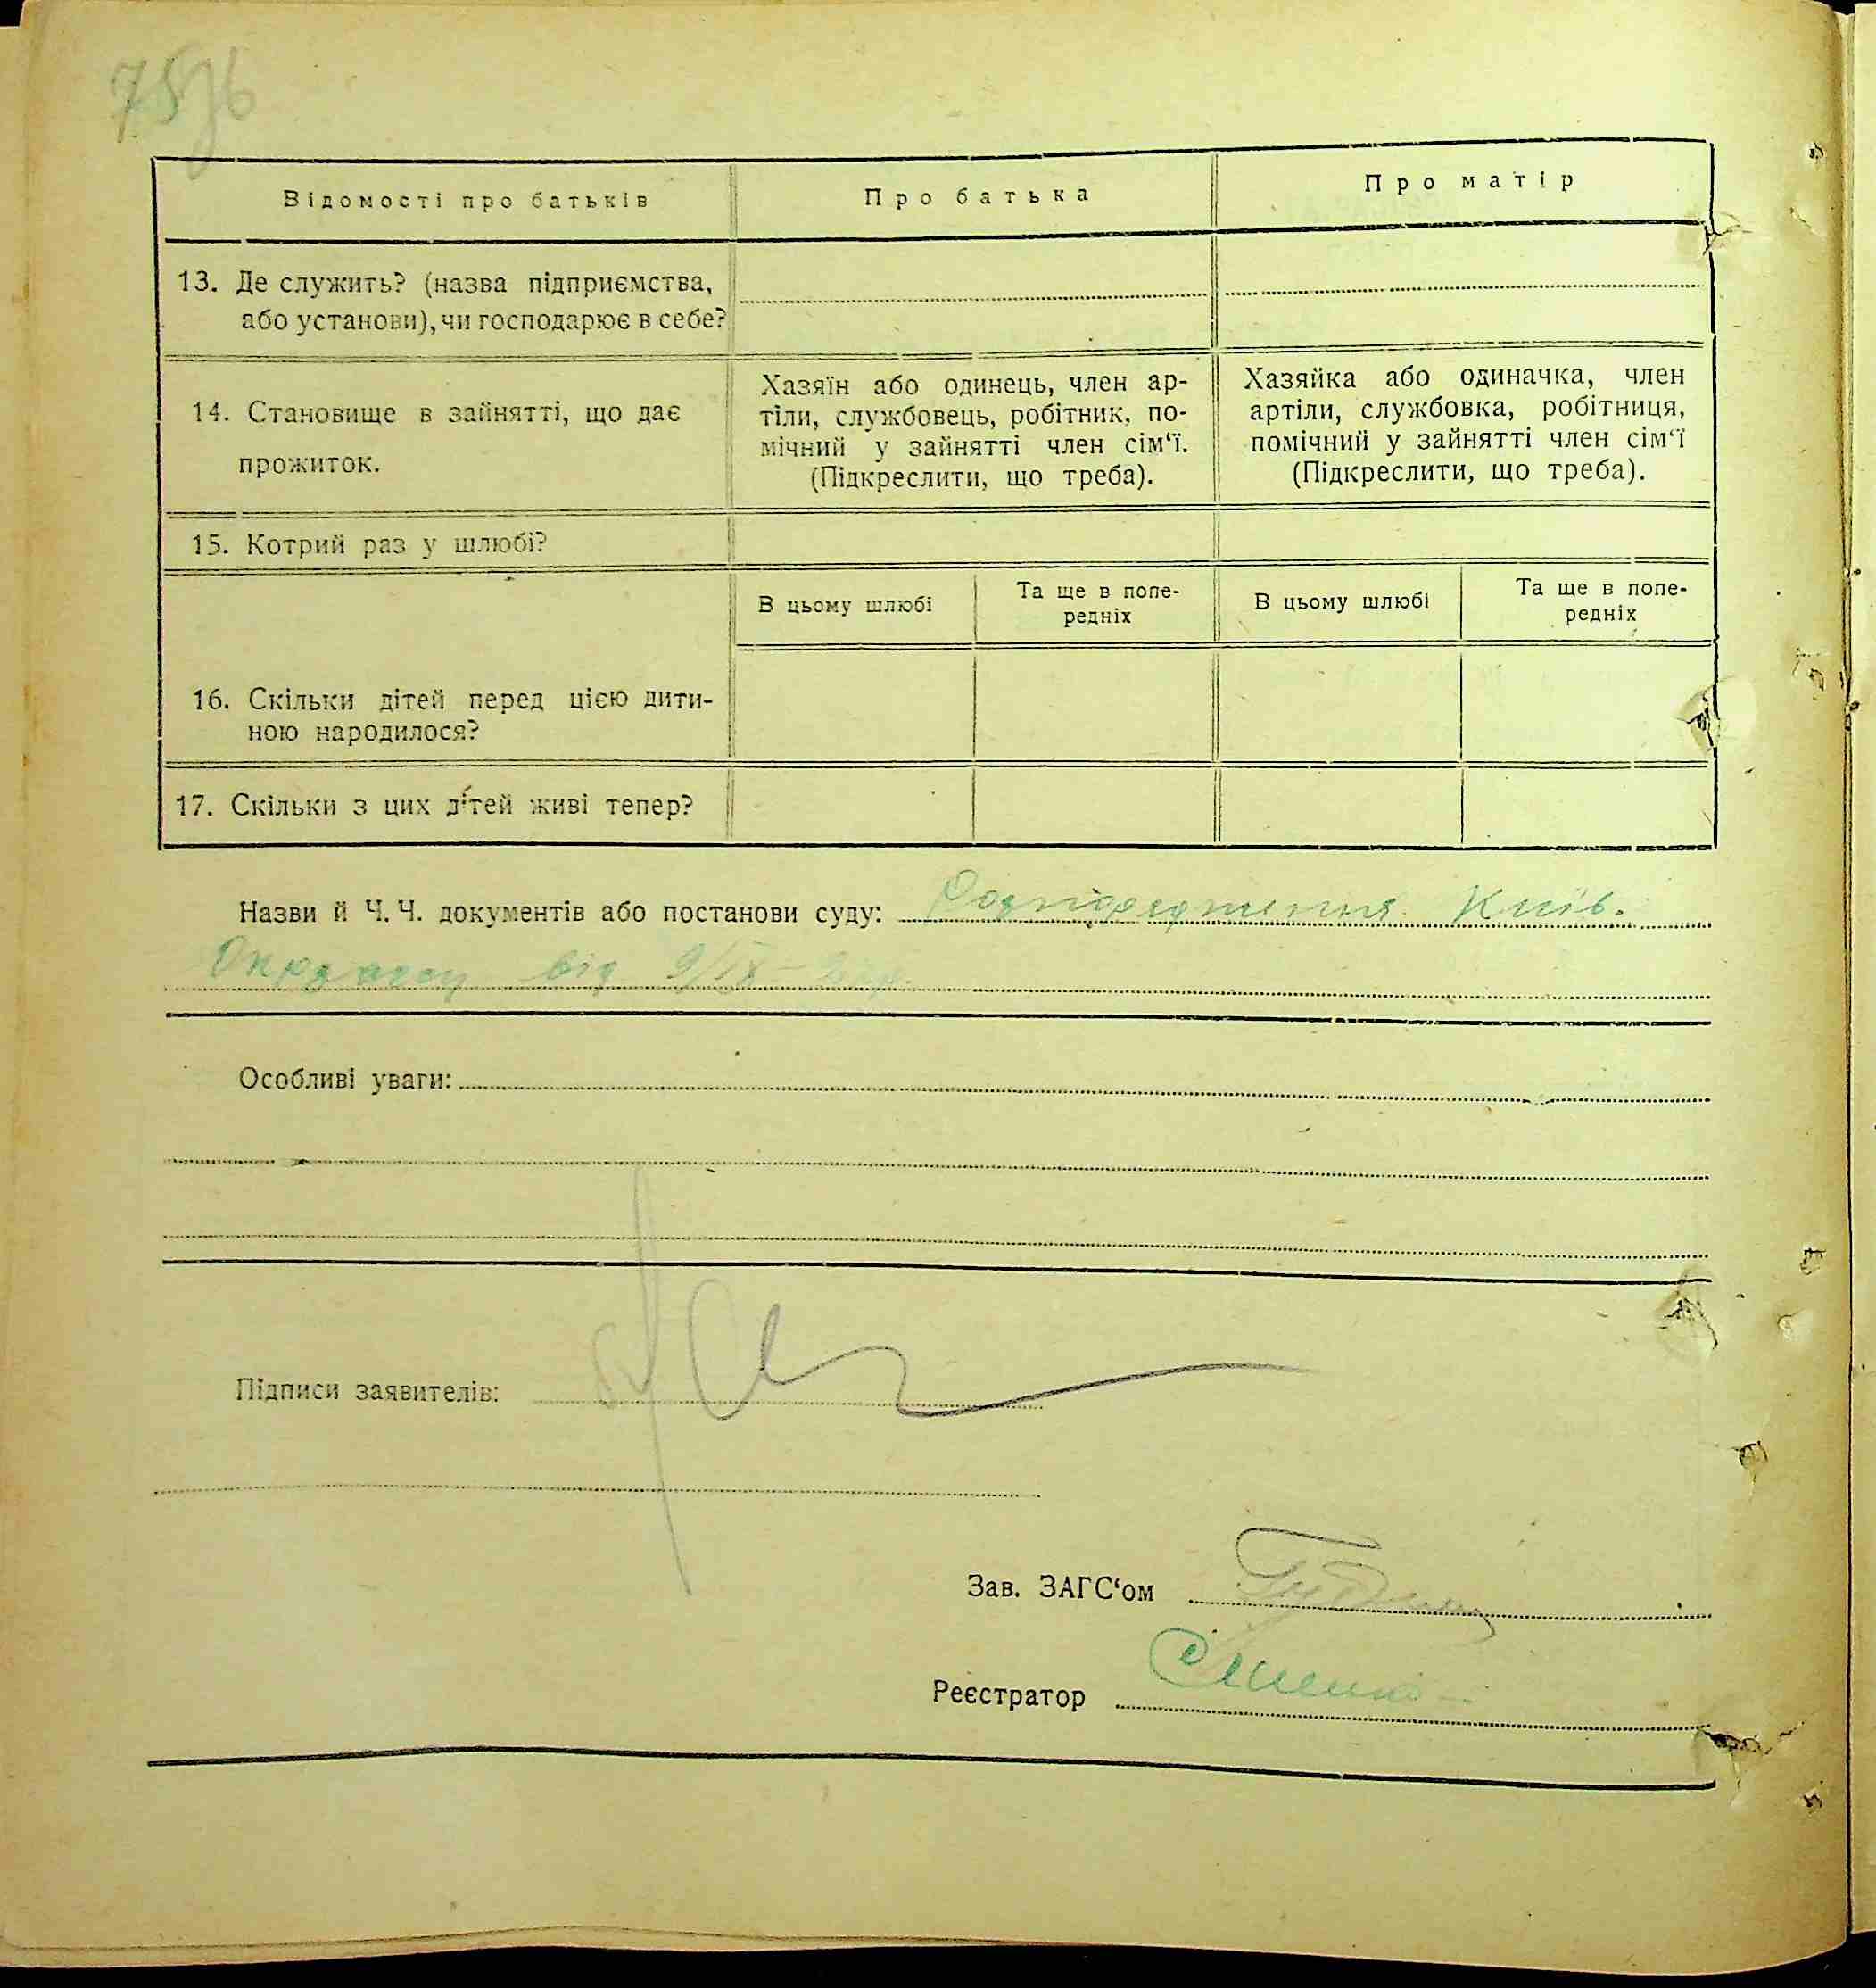 Відомості про батьків
Про батька
Про матір
13. Де служить? (назва підприємства,
або установи), чи господарює в себе?
14. Становище в зайнятті, що дає
прожиток.
Хазяїн або одинець, член ар-
тіли, службовець, робітник, по-
мічний у зайнятті член сім‘ї.
(Підкреслити, що треба).
Хазяйка або одиначка, член
артіли, службовка, робітниця,
помічний у зайнятті член сім‘ї
(Підкреслити, що треба).
15. Котрий раз у шлюбі?
В цьому шлюбі
Та ще в попе-
редніх
В цьому шлюбі
Та ще в попе-
редніх
16. Скільки дітей перед цією дити-
ною народилося?
17. Скільки з цих дітей живі тепер?
Назви й Ч. Ч. документів або постанови суду: Розпорядження Київ.
від 9/IX
Особливі уваги:
Підписи заявителів:
Зав. ЗАГС‘ом
Реєстратор